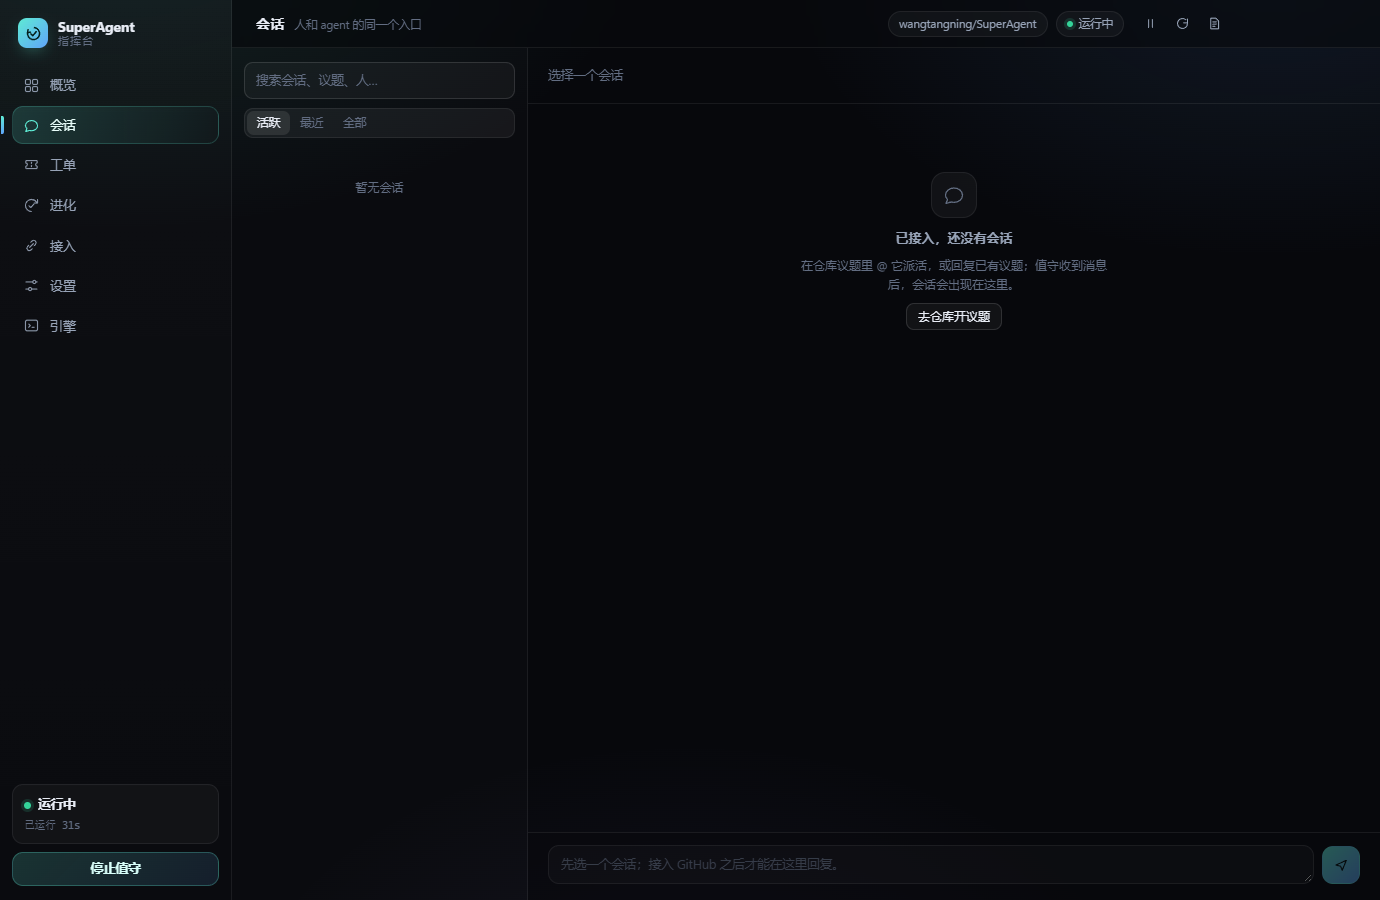 SuperAgent
指挥台
概览
会话
工单
进化
接入
设置
引擎
运行中
已运行 31s
停止值守
会话 人和 agent 的同一个入口
wangtangning/SuperAgent
运行中
搜索会话、议题、人...
活跃 最近 全部
暂无会话
选择一个会话
已接入，还没有会话
在仓库议题里 @ 它派活，或回复已有议题；值守收到消息
后，会话会出现在这里。
去仓库开议题
先选一个会话；接入 GitHub 之后才能在这里回复。